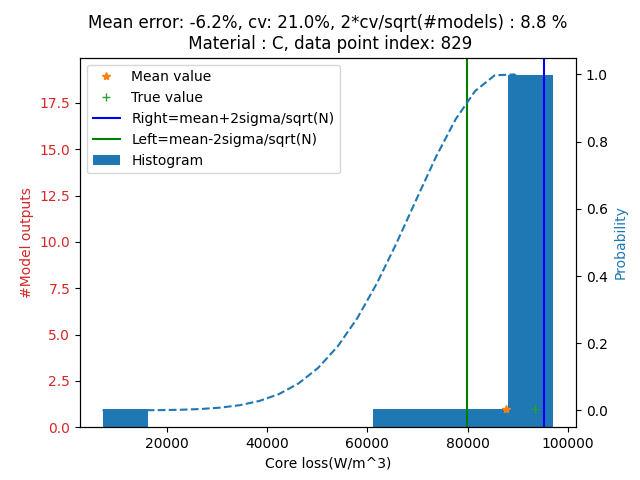 Mean error: -6.2%, cv: 21.0%, 2*cv/sqrt(#models) : 8.8 %
Material : C, data point index: 829
Mean value
True value
Right=mean+2sigma/sqrt(N)
Left=mean-2sigma/sqrt(N)
Histogram
#Model outputs
17.5
15.0
12.5
10.0
7.5
5.0
2.5
0.0
1.0
0.8
0.6
0.4
0.2
0.0
Probability
20000
40000
60000
80000
100000
Core loss(W/m^3)